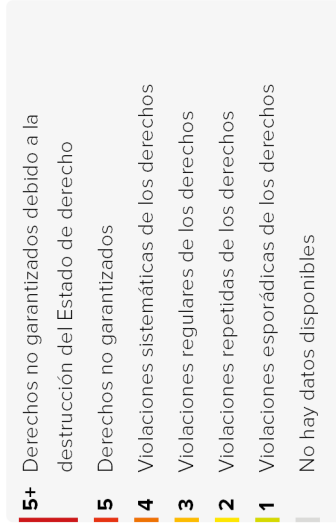 5+ Derechos no garantizados debido a la
destrucción del Estado de derecho
5 Derechos no garantizados
4 Violaciones sistemáticas de los derechos
3 Violaciones regulares de los derechos
2 Violaciones repetidas de los derechos
1 Violaciones esporádicas de los derechos
No hay datos disponibles